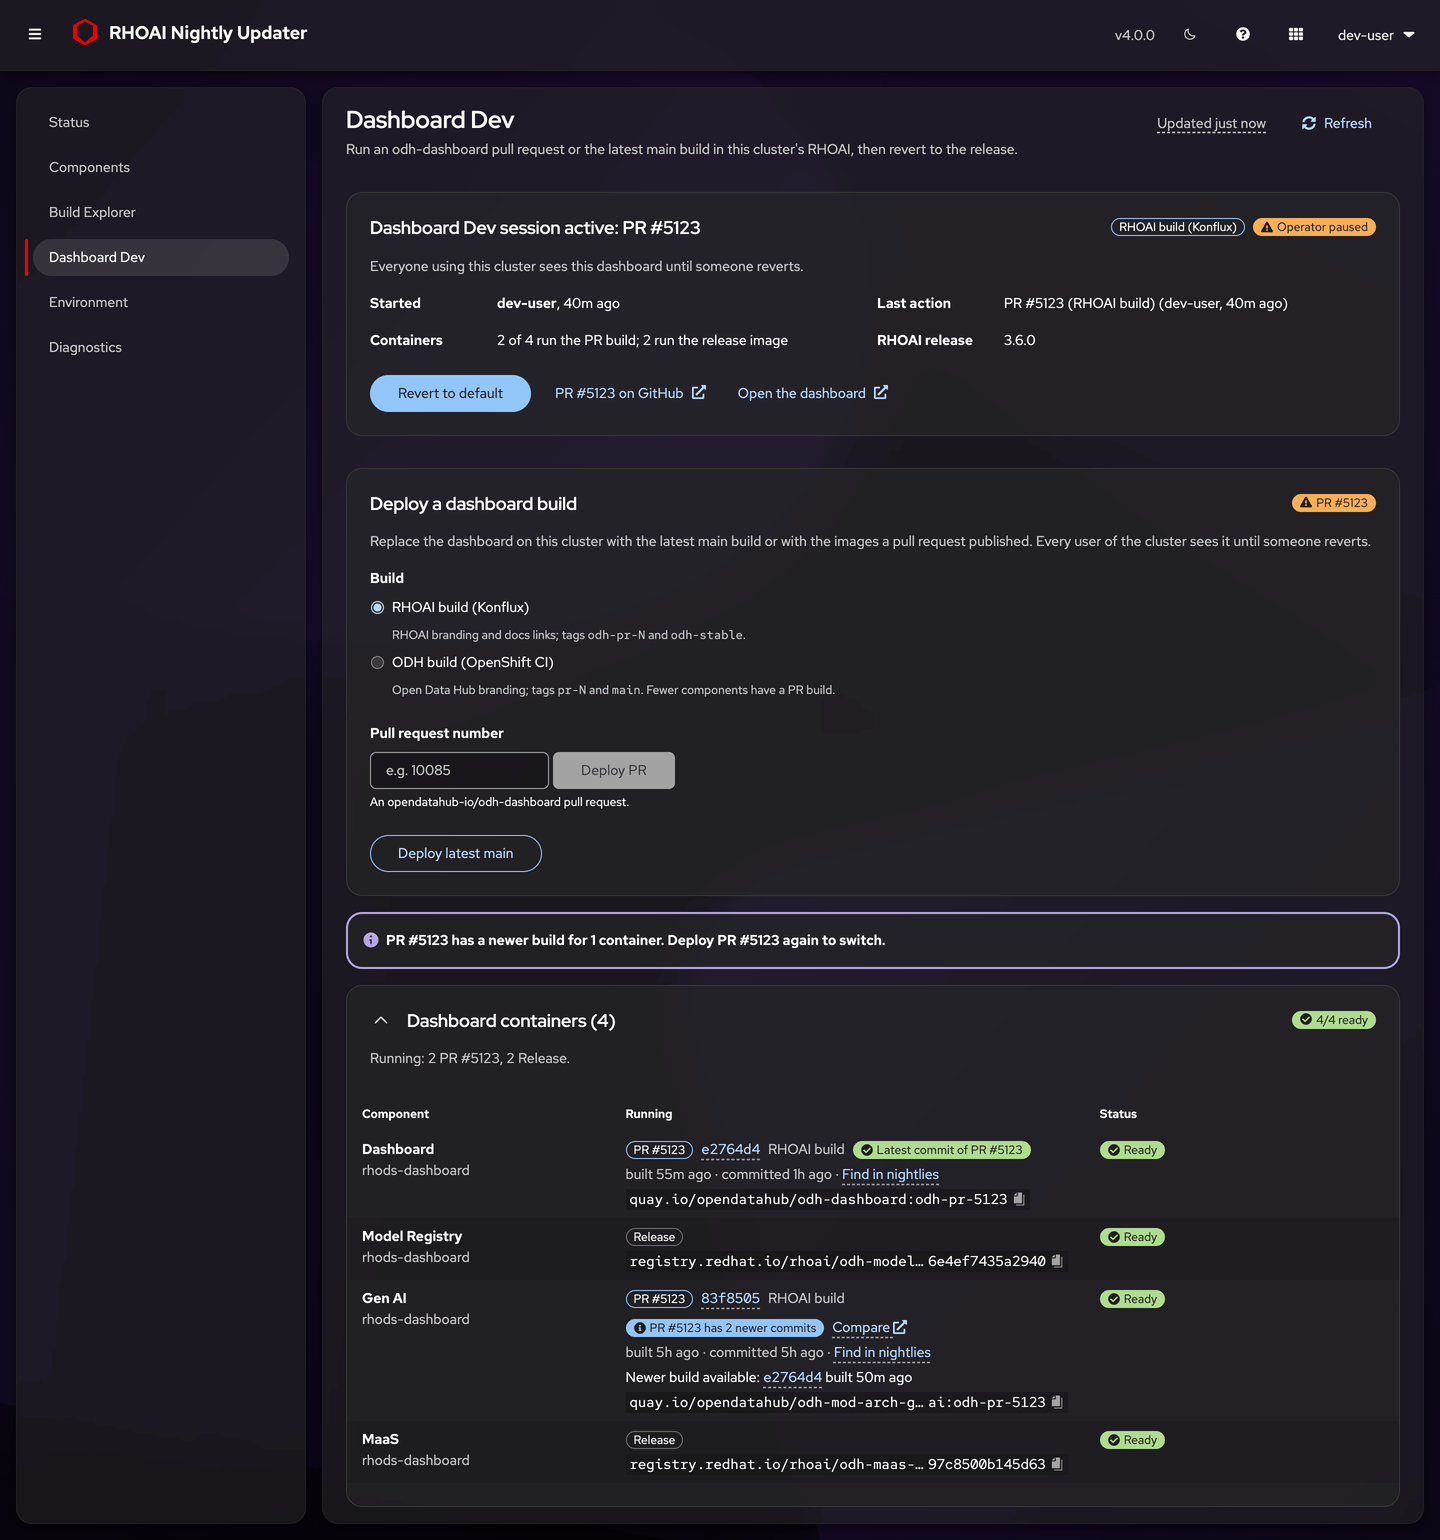 RHOAI Nightly Updater
v4.0.0
dev-user
Status
Components
Build Explorer
Dashboard Dev
Environment
Diagnostics
Dashboard Dev
Updated just now
Refresh
Run an odh-dashboard pull request or the latest main build in this cluster's RHOAI, then revert to the release.
Dashboard Dev session active: PR #5123
RHOAI build (Konflux)
Operator paused
Everyone using this cluster sees this dashboard until someone reverts.
Started dev-user, 40m ago
Last action PR #5123 (RHOAI build) (dev-user, 40m ago)
Containers 2 of 4 run the PR build; 2 run the release image
RHOAI release 3.6.0
Revert to default
PR #5123 on GitHub
Open the dashboard
Deploy a dashboard build
PR #5123
Replace the dashboard on this cluster with the latest main build or with the images a pull request published. Every user of the cluster sees it until someone reverts.
Build
RHOAI build (Konflux)
RHOAI branding and docs links; tags odh-pr-N and odh-stable.
ODH build (OpenShift CI)
Open Data Hub branding; tags pr-N and main. Fewer components have a PR build.
Pull request number
e.g. 10085
Deploy PR
An opendatahub-io/odh-dashboard pull request.
Deploy latest main
PR #5123 has a newer build for 1 container. Deploy PR #5123 again to switch.
Dashboard containers (4)
4/4 ready
Running: 2 PR #5123, 2 Release.
Component Running Status
Dashboard
rhods-dashboard
PR #5123 e2764d4 RHOAI build Latest commit of PR #5123
built 55m ago · committed 1h ago · Find in nightlies
quay.io/opendatahub/odh-dashboard:odh-pr-5123
Ready
Model Registry
rhods-dashboard
Release
registry.redhat.io/rhoai/odh-model… 6e4ef7435a2940
Ready
Gen AI
rhods-dashboard
PR #5123 83f8505 RHOAI build
PR #5123 has 2 newer commits Compare
built 5h ago · committed 5h ago · Find in nightlies
Newer build available: e2764d4 built 50m ago
quay.io/opendatahub/odh-mod-arch-g… ai:odh-pr-5123
Ready
MaaS
rhods-dashboard
Release
registry.redhat.io/rhoai/odh-maas-… 97c8500b145d63
Ready